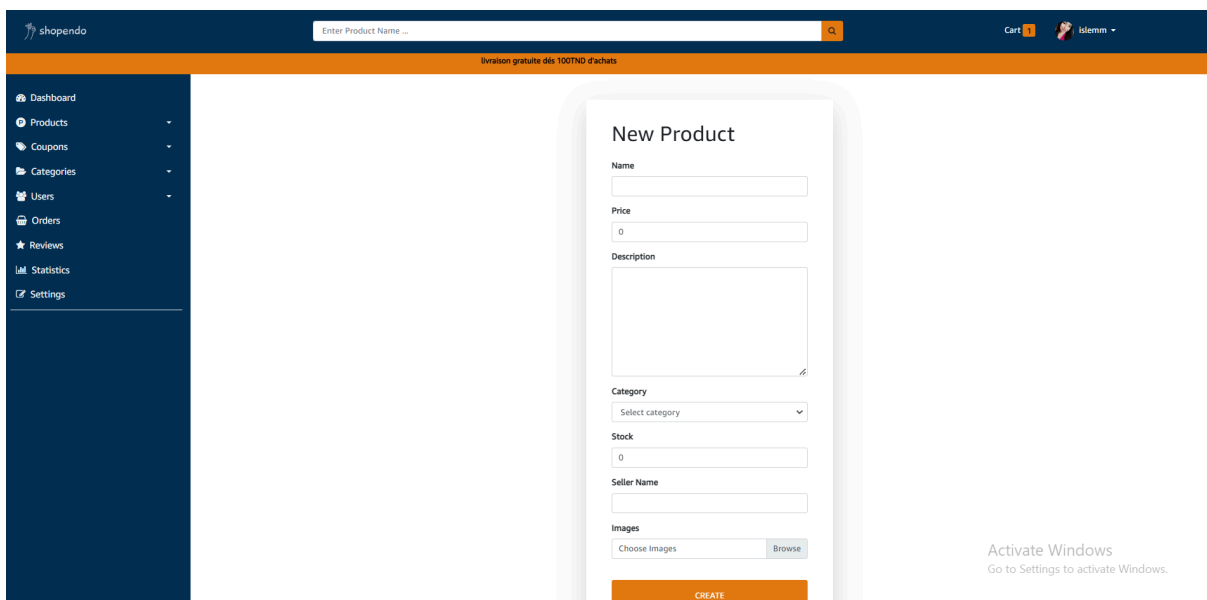 shopendo
Enter Product Name ...
Cart 1
islemm
livraison gratuite dés 100TND d'achats
Dashboard
Products
Coupons
Categories
Users
Orders
Reviews
Statistics
Settings
New Product
Name
Price
0
Description
Category
Select category
Stock
0
Seller Name
Images
Choose Images
Browse
CREATE
Activate Windows
Go to Settings to activate Windows.